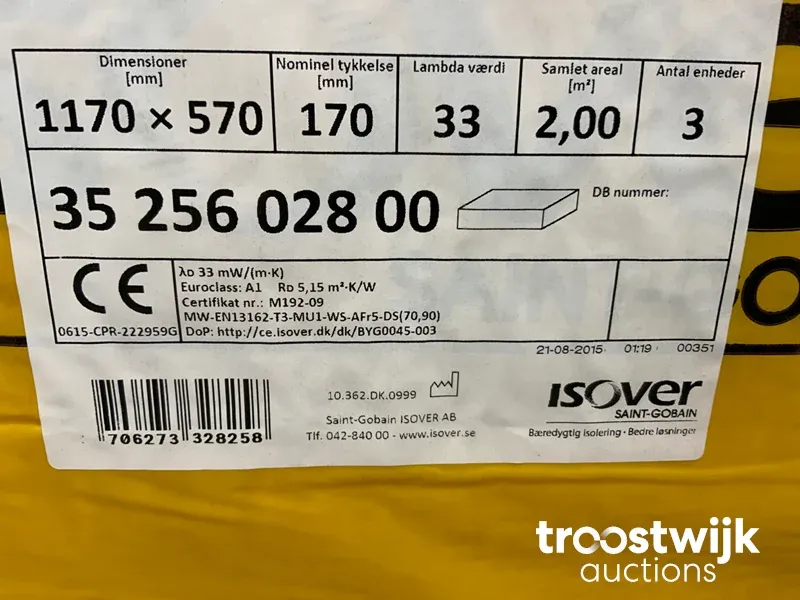 Dimensioner [mm]
Nominel tykkelse [mm]
Lambda værdi
Samlet areal [m²]
Antal enheder
1170 × 570
170
33
2,00
3
35 256 028 00
DB nummer:
CE
0615-CPR-222959G
λD 33 mW/(m·K)
Euroclass: A1 RD 5,15 m²·K/W
Certifikat nr.: M192-09
MW-EN13162-T3-MU1-WS-AFr5-DS(70,90)
DoP: http://ce.isover.dk/dk/BYG0045-003
21-08-2015 01:19 00351
706273 328258
10.362.DK.0999
Saint-Gobain ISOVER AB
Tlf. 042-840 00 - www.isover.se
ISOVER
SAINT-GOBAIN
Bæredygtig isolering · Bedre løsninger
troostwijk
auctions